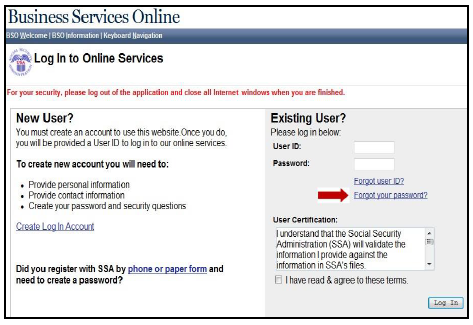 Business Services Online
BSO Welcome | BSO Information | Keyboard Navigation
Log In to Online Services
For your security, please log out of the application and close all Internet windows when you are finished.
New User?
You must create an account to use this website.Once you do,
you will be provided a User ID to log in to our online services.
To create new account you will need to:
• Provide personal information
• Provide contact information
• Create your password and security questions
Create Log In Account
Did you register with SSA by phone or paper form and
need to create a password?
Existing User?
Please log in below:
User ID:
Password:
Forgot user ID?
Forgot your password?
User Certification:
I understand that the Social Security
Administration (SSA) will validate the
information I provide against the
information in SSA's files.
I have read & agree to these terms.
Log In